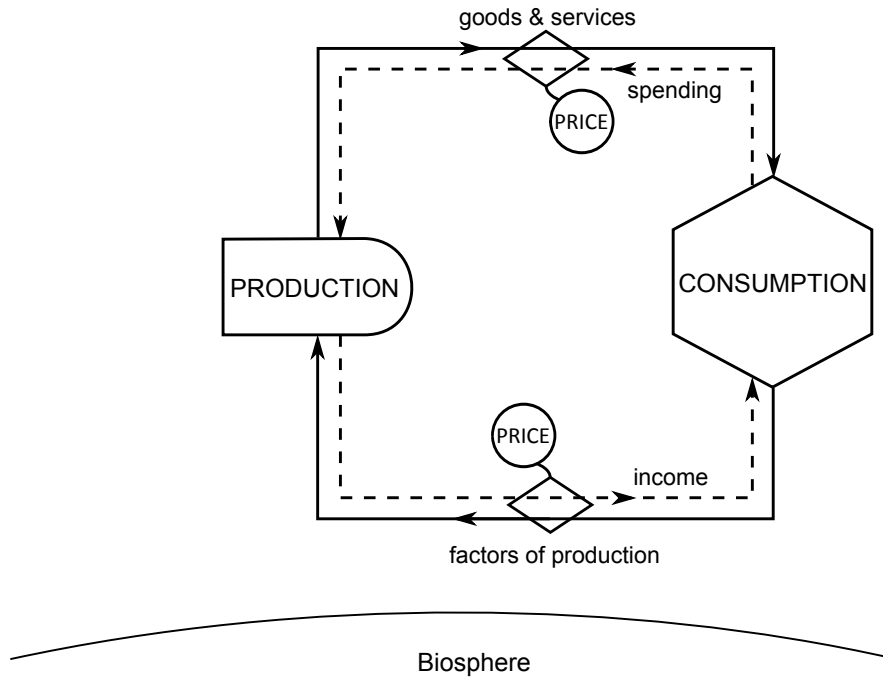 goods & services
spending
PRICE
PRODUCTION
CONSUMPTION
PRICE
income
factors of production
Biosphere